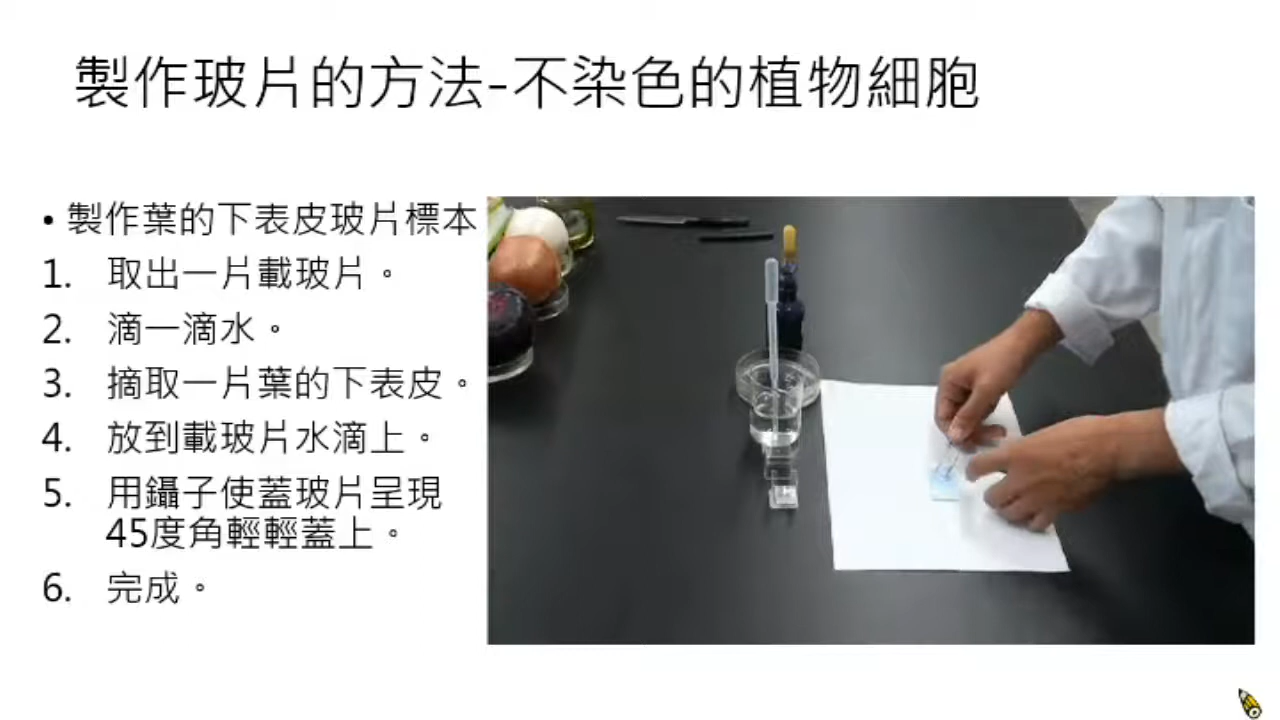 製作玻片的方法-不染色的植物細胞
• 製作葉的下表皮玻片標本
1. 取出一片載玻片。
2. 滴一滴水。
3. 摘取一片葉的下表皮。
4. 放到載玻片水滴上。
5. 用鑷子使蓋玻片呈現
45度角輕輕蓋上。
6. 完成。